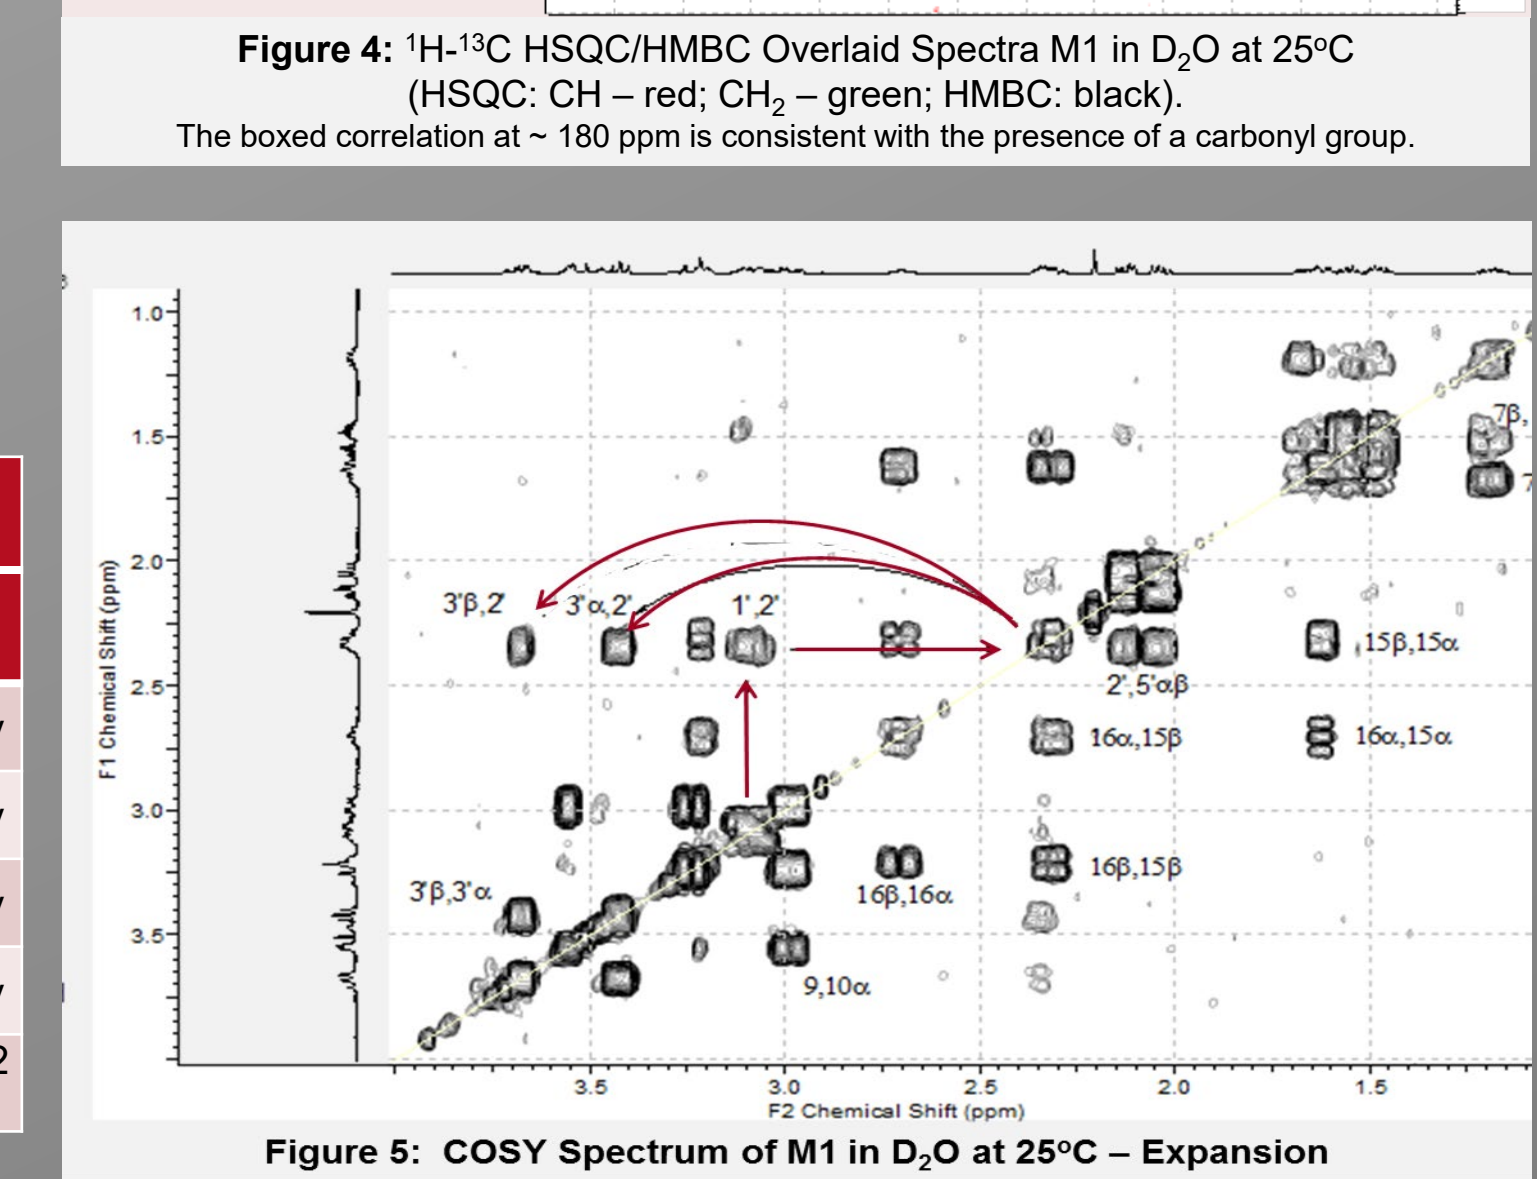 Figure 4: ¹H-¹³C HSQC/HMBC Overlaid Spectra M1 in D₂O at 25ºC
(HSQC: CH – red; CH₂ – green; HMBC: black).
The boxed correlation at ~ 180 ppm is consistent with the presence of a carbonyl group.
1.0
7β,
1.5
7
2.0
3'β,2' 3'α,2' 1',2'
15β,15α
2.5
2',5'αβ
16α,15β 16α,15α
3.0
16β,15β
3'β,3'α 16β,16α
3.5
9,10α
F1 Chemical Shift (ppm)
3.5 3.0 2.5 2.0 1.5
F2 Chemical Shift (ppm)
2
Figure 5: COSY Spectrum of M1 in D₂O at 25ºC – Expansion